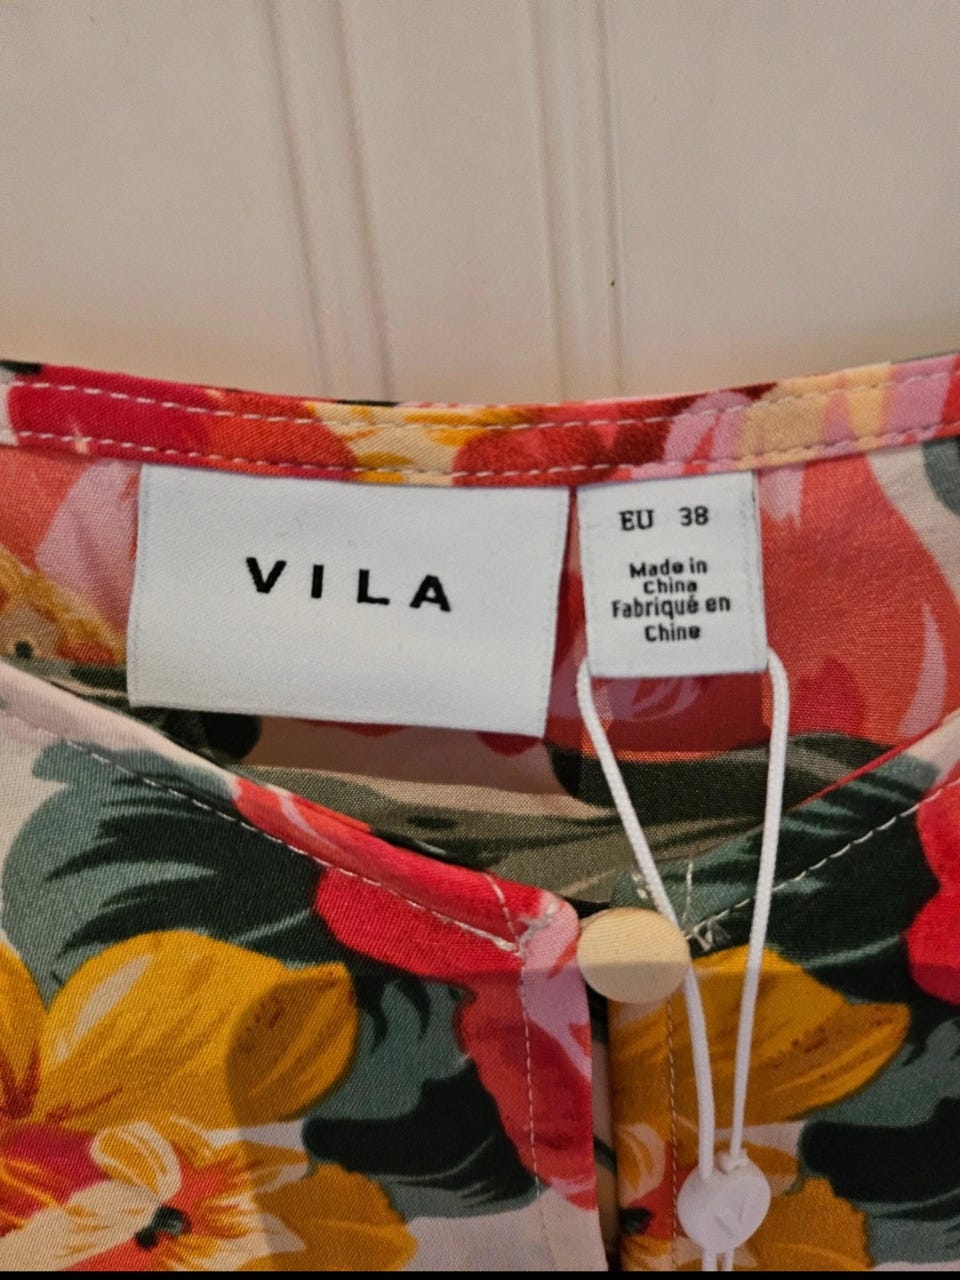 VILA
EU 38
Made in
China
Fabriqué en
Chine